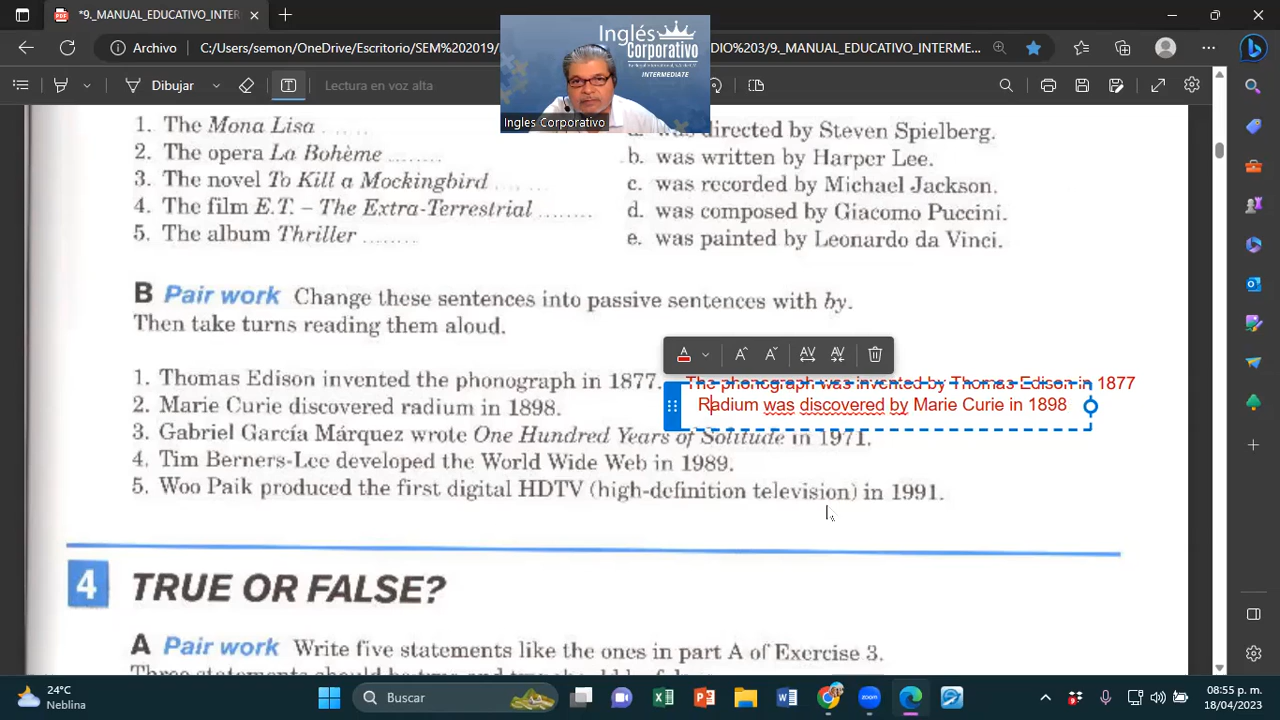 *9._MANUAL_EDUCATIVO_INTERMED
Archivo
C:/Users/semon/OneDrive/Escritorio/SEM%202019/
DIO%203/9._MANUAL_EDUCATIVO_INTERME...
Dibujar
Lectura en voz alta
Inglés
Corporativo
INTERMEDIATE
Ingles Corporativo
1. The Mona Lisa ........
2. The opera La Bohème ........
3. The novel To Kill a Mockingbird ........
4. The film E.T. – The Extra-Terrestrial ........
5. The album Thriller ........
a. was directed by Steven Spielberg.
b. was written by Harper Lee.
c. was recorded by Michael Jackson.
d. was composed by Giacomo Puccini.
e. was painted by Leonardo da Vinci.
B Pair work Change these sentences into passive sentences with by.
Then take turns reading them aloud.
1. Thomas Edison invented the phonograph in 1877. The phonograph was invented by Thomas Edison in 1877
2. Marie Curie discovered radium in 1898. Radium was discovered by Marie Curie in 1898
3. Gabriel García Márquez wrote One Hundred Years of Solitude in 1971.
4. Tim Berners-Lee developed the World Wide Web in 1989.
5. Woo Paik produced the first digital HDTV (high-definition television) in 1991.
4 TRUE OR FALSE?
A Pair work Write five statements like the ones in part A of Exercise 3.
24°C
Neblina
Buscar
08:55 p. m.
18/04/2023